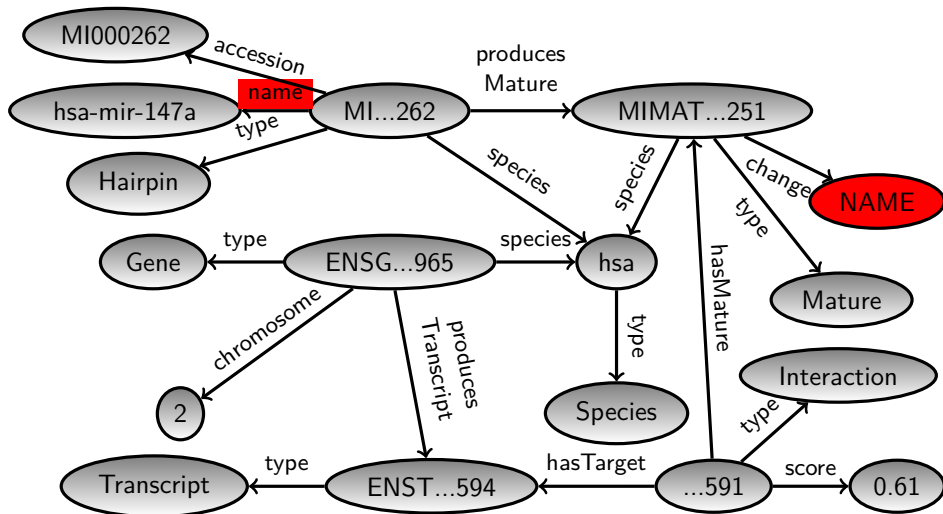 MI000262
accession
produces
Mature
name
hsa-mir-147a
MI...262
MIMAT...251
type
Hairpin
species
species
change
NAME
type
Gene
type
ENSG...965
species
hsa
hasMature
Mature
chromosome
produces
Transcript
type
Interaction
2
Species
type
Transcript
type
ENST...594
hasTarget
...591
score
0.61